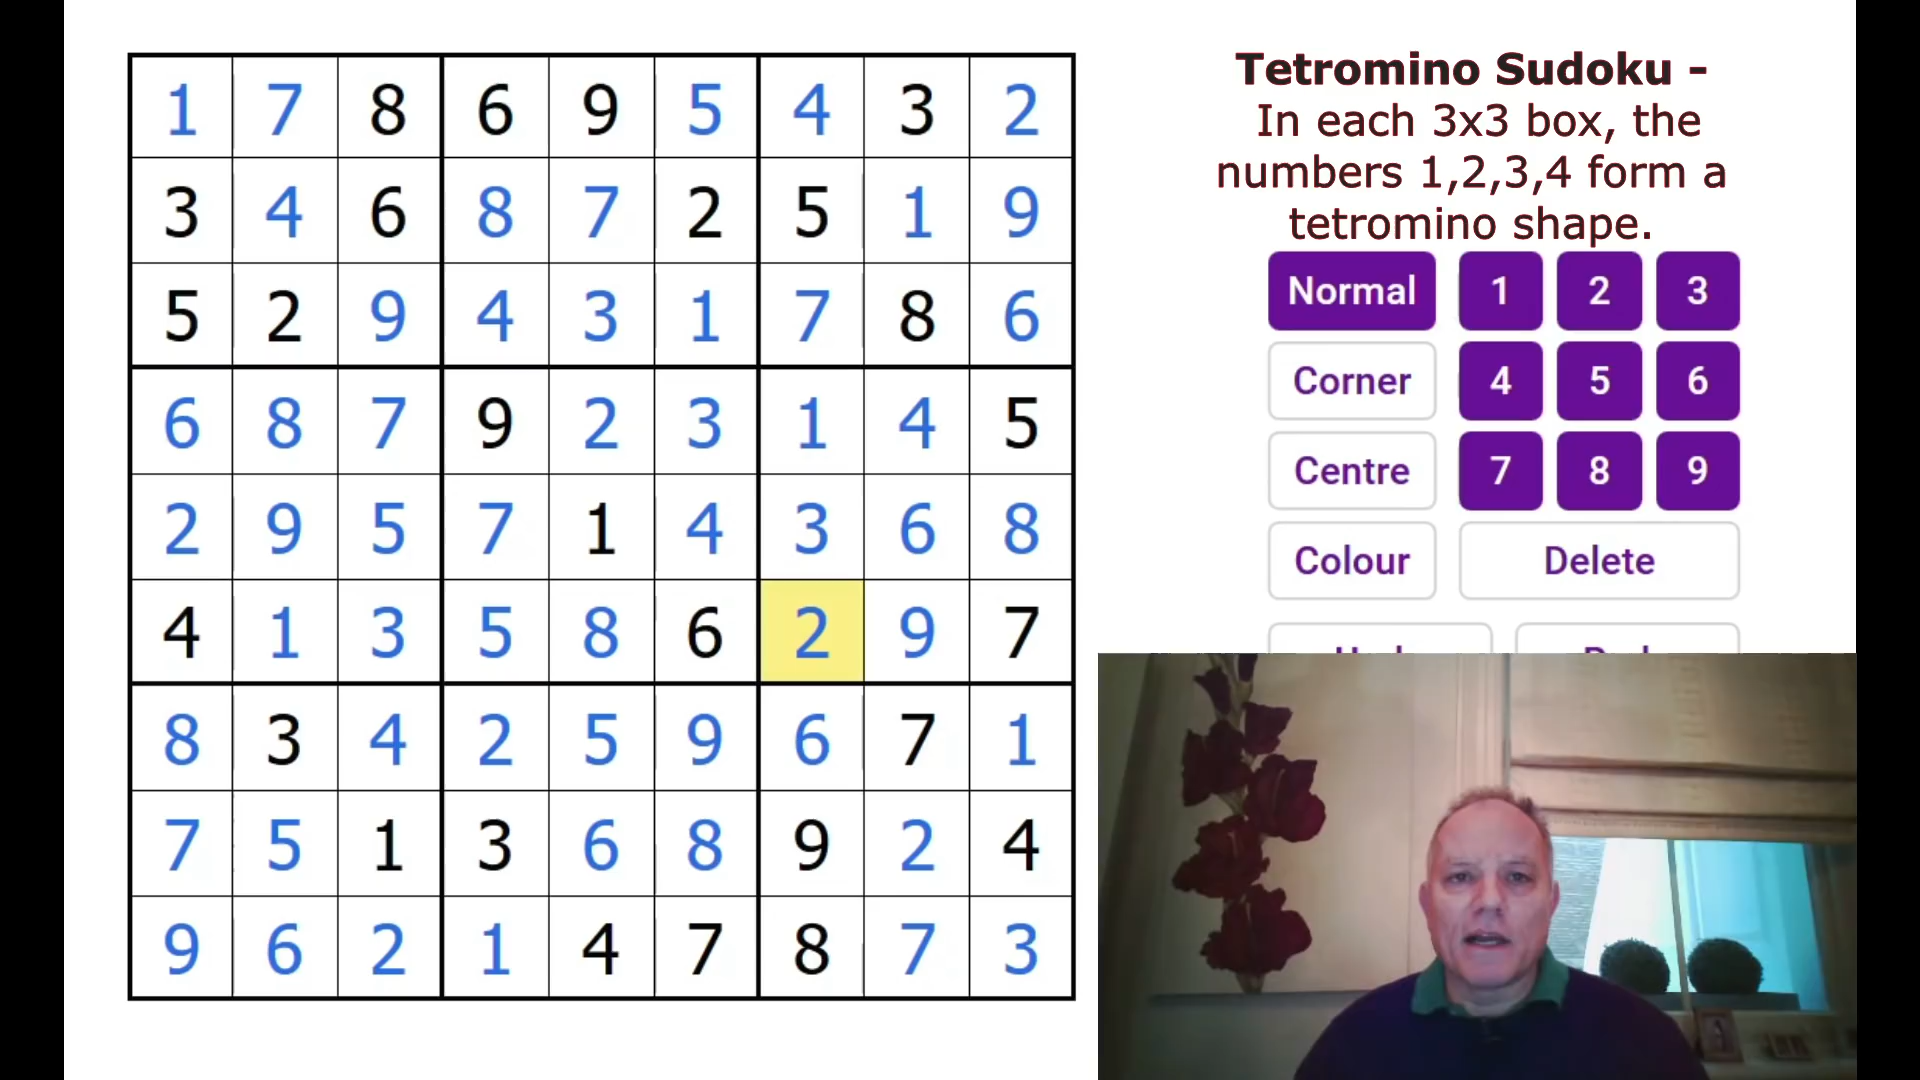 Tetromino Sudoku -
In each 3x3 box, the
numbers 1,2,3,4 form a
tetromino shape.
1 7 8 6 9 5 4 3 2
3 4 6 8 7 2 5 1 9
5 2 9 4 3 1 7 8 6
6 8 7 9 2 3 1 4 5
2 9 5 7 1 4 3 6 8
4 1 3 5 8 6 2 9 7
8 3 4 2 5 9 6 7 1
7 5 1 3 6 8 9 2 4
9 6 2 1 4 7 8 7 3
Normal 1 2 3
Corner 4 5 6
Centre 7 8 9
Colour Delete